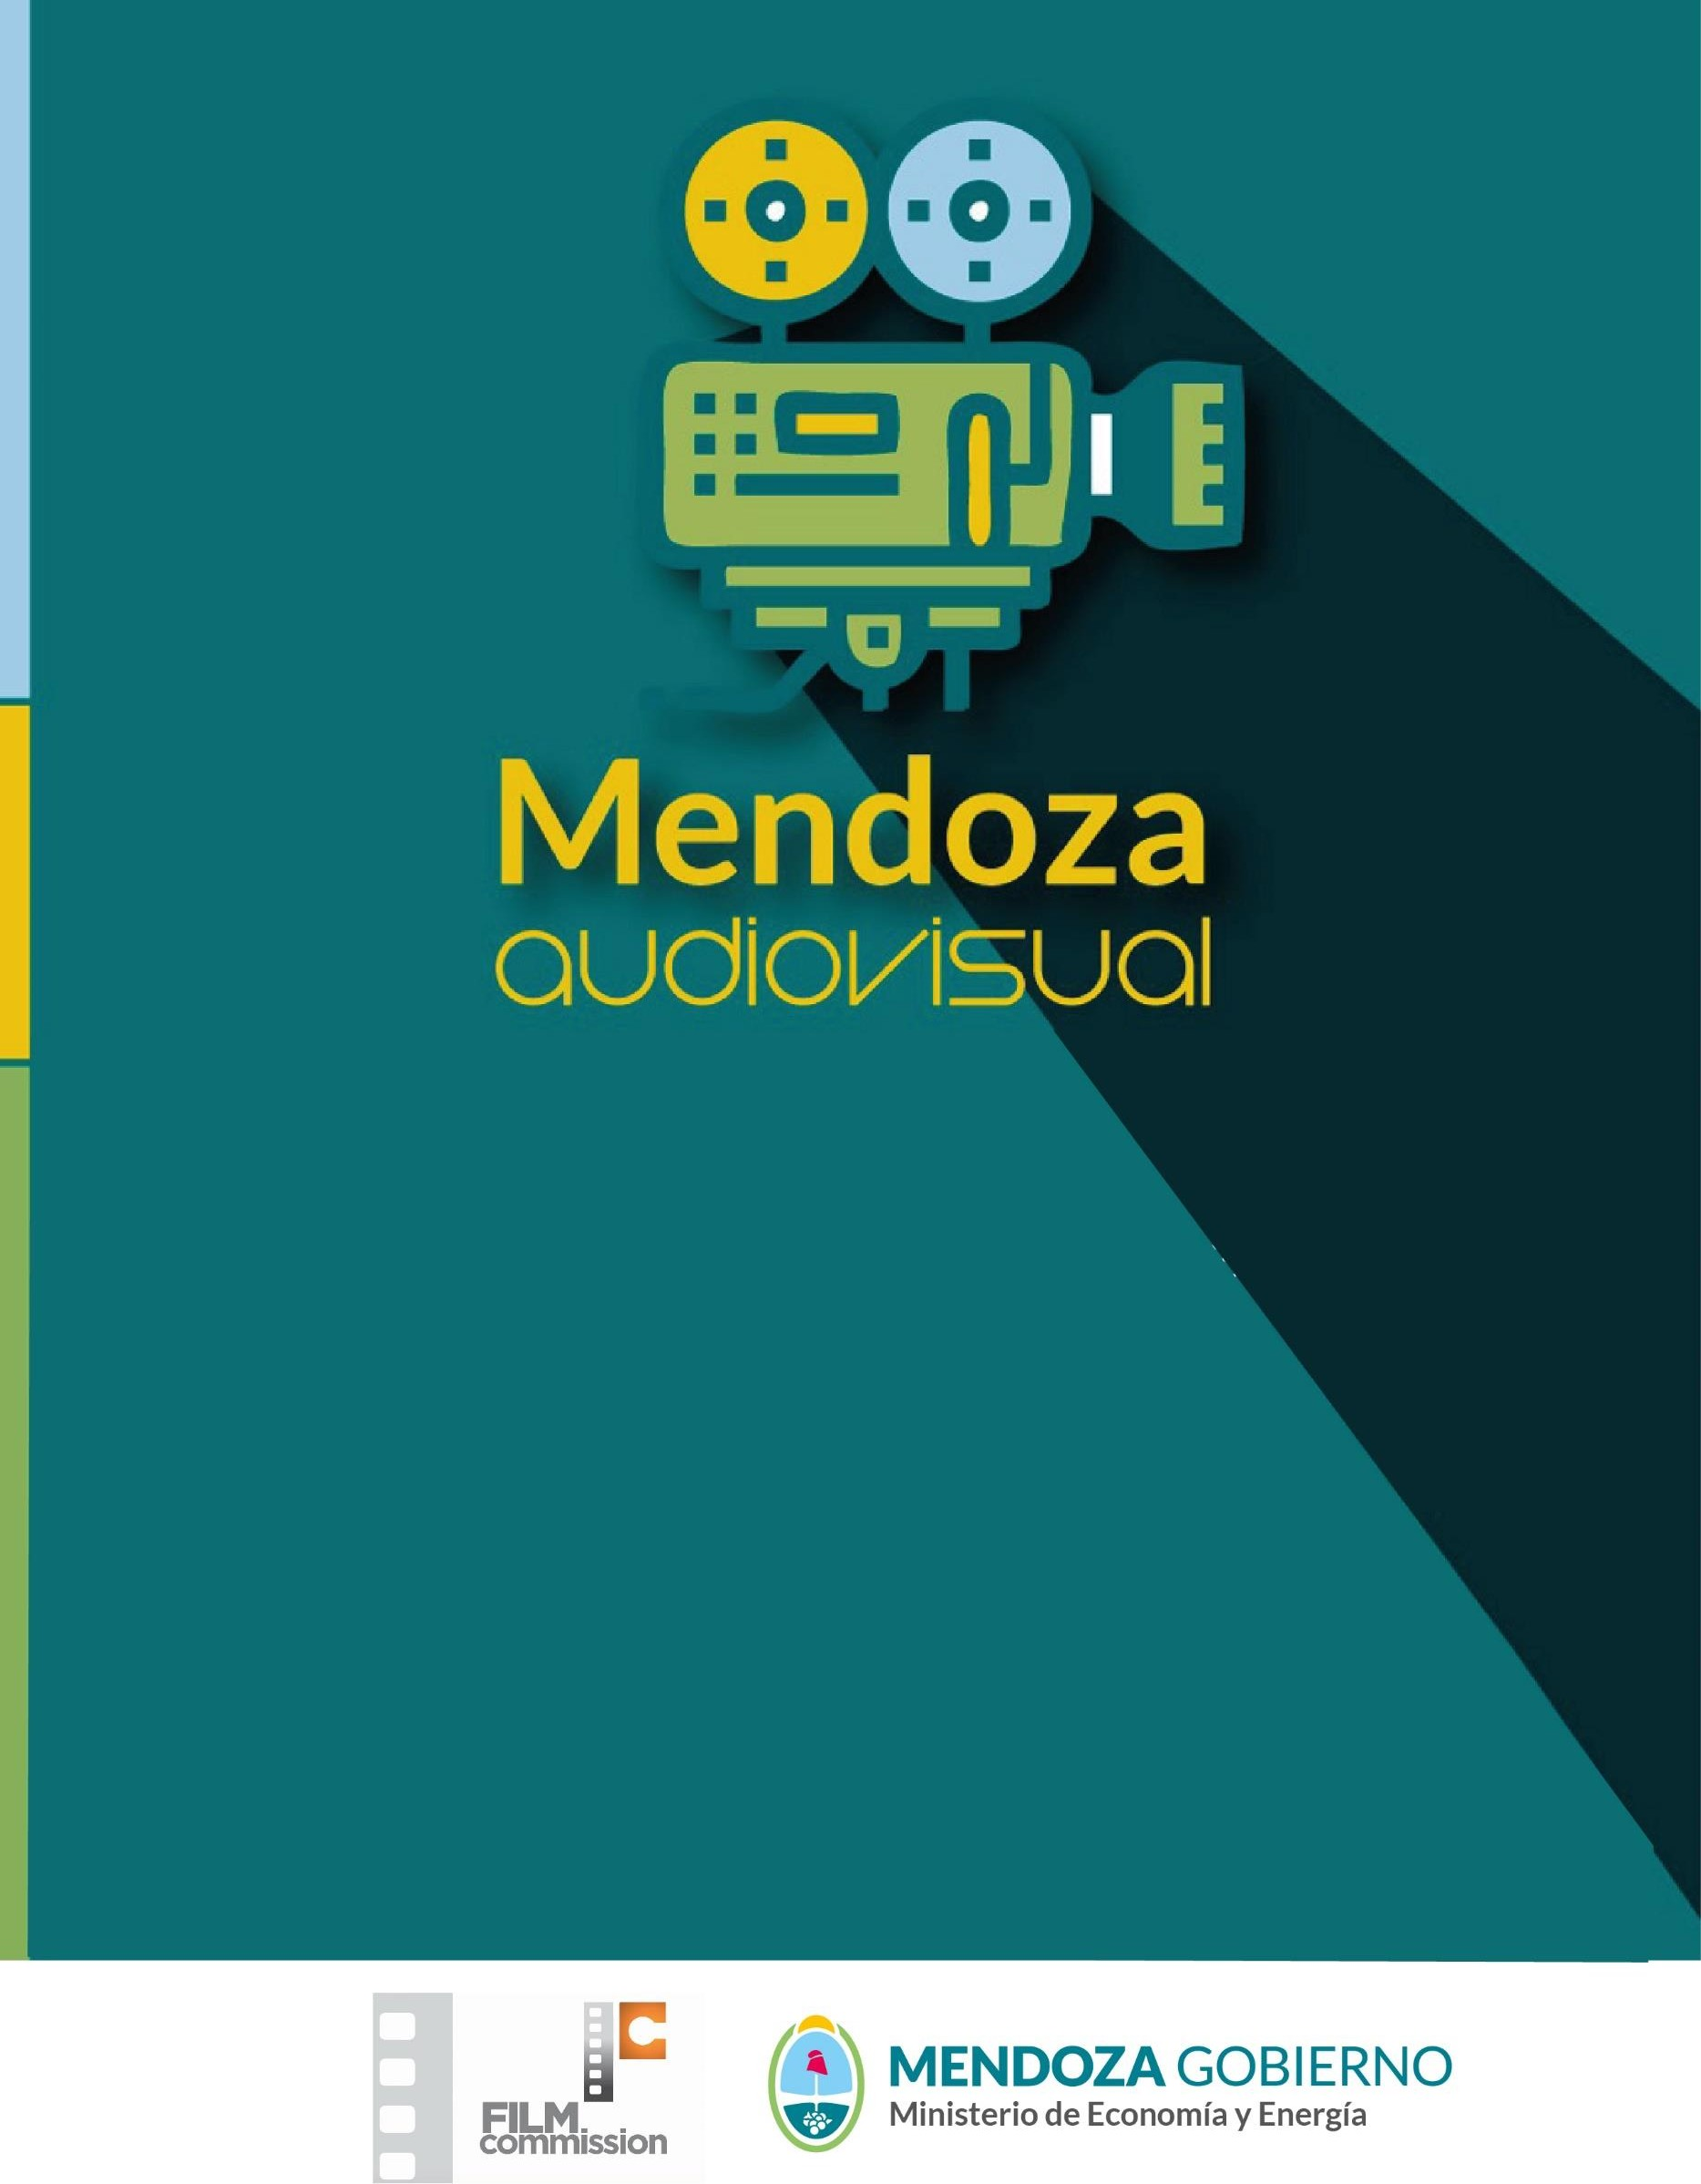 Mendoza
audiovisual
FILM
commission
MENDOZA GOBIERNO
Ministerio de Economía y Energía